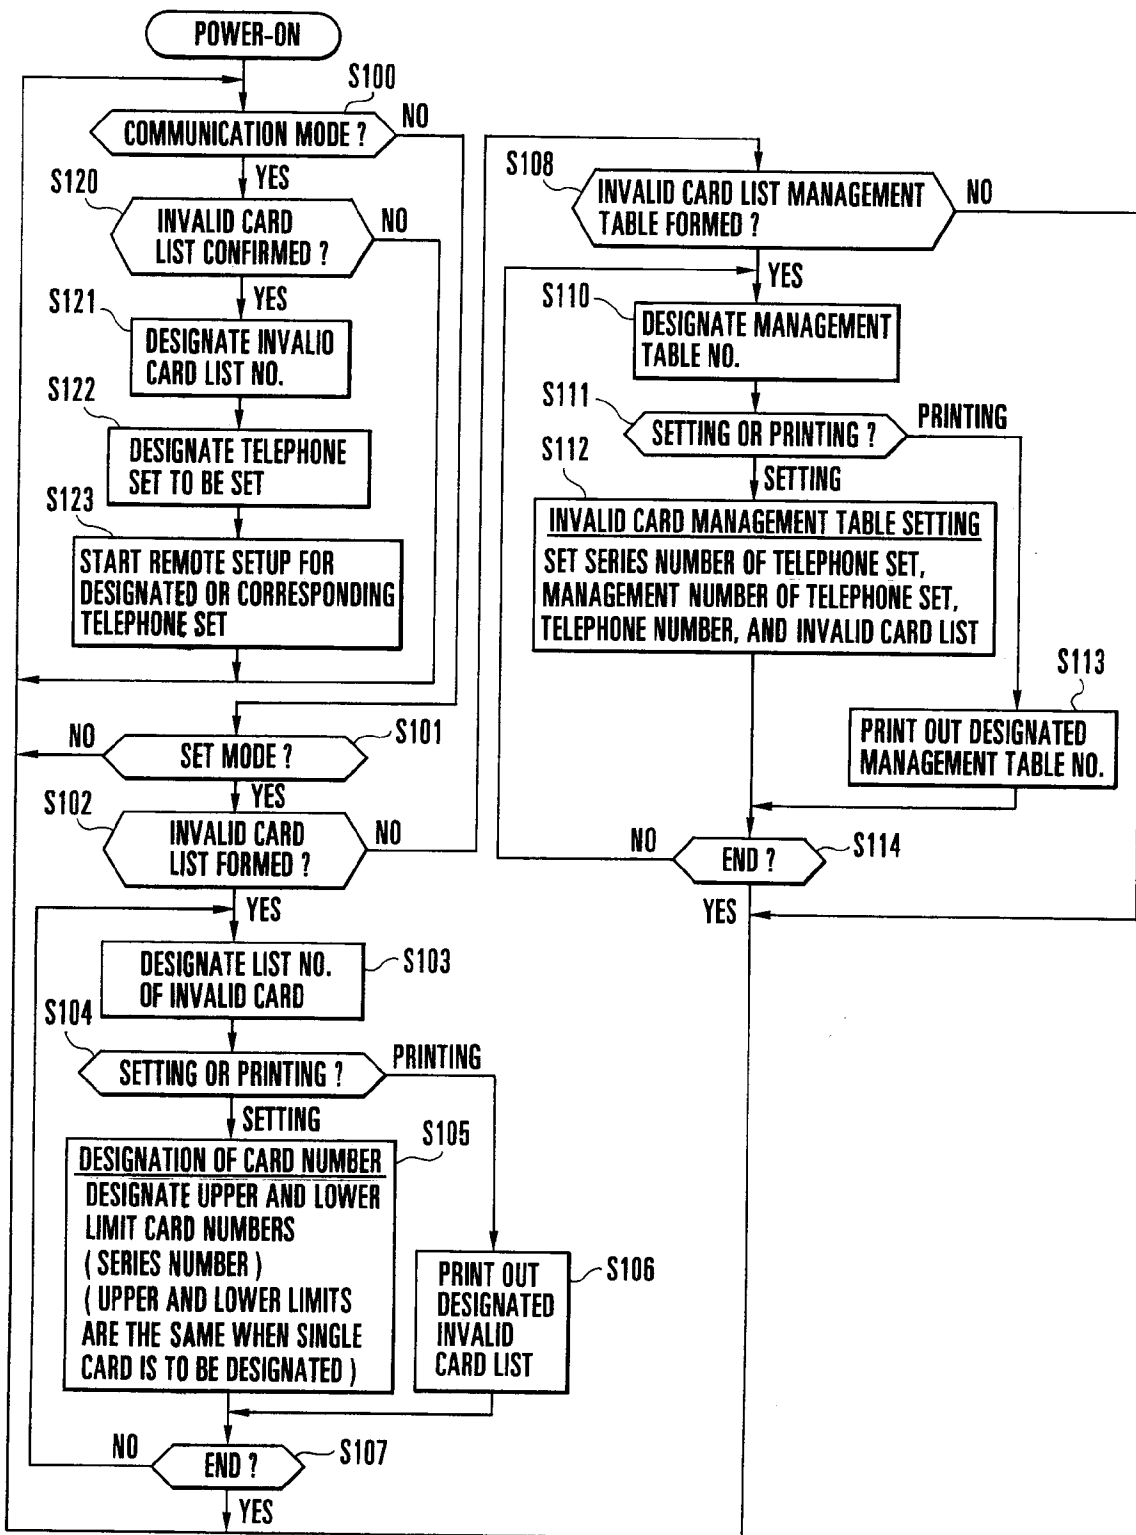 POWER-ON
S100
COMMUNICATION MODE ?
NO
YES
S120
INVALID CARD
LIST CONFIRMED ?
NO
YES
S121
DESIGNATE INVALID
CARD LIST NO.
S122
DESIGNATE TELEPHONE
SET TO BE SET
S123
START REMOTE SETUP FOR
DESIGNATED OR CORRESPONDING
TELEPHONE SET
NO
SET MODE ?
S101
YES
S102
INVALID CARD
LIST FORMED ?
NO
YES
DESIGNATE LIST NO.
OF INVALID CARD
S103
S104
SETTING OR PRINTING ?
PRINTING
SETTING
S105
DESIGNATION OF CARD NUMBER
DESIGNATE UPPER AND LOWER
LIMIT CARD NUMBERS
( SERIES NUMBER )
( UPPER AND LOWER LIMITS
ARE THE SAME WHEN SINGLE
CARD IS TO BE DESIGNATED )
S106
PRINT OUT
DESIGNATED
INVALID
CARD LIST
NO
END ?
S107
YES
S108
INVALID CARD LIST MANAGEMENT
TABLE FORMED ?
NO
YES
S110
DESIGNATE MANAGEMENT
TABLE NO.
S111
SETTING OR PRINTING ?
PRINTING
S112
SETTING
INVALID CARD MANAGEMENT TABLE SETTING
SET SERIES NUMBER OF TELEPHONE SET,
MANAGEMENT NUMBER OF TELEPHONE SET,
TELEPHONE NUMBER, AND INVALID CARD LIST
S113
PRINT OUT DESIGNATED
MANAGEMENT TABLE NO.
NO
END ?
S114
YES